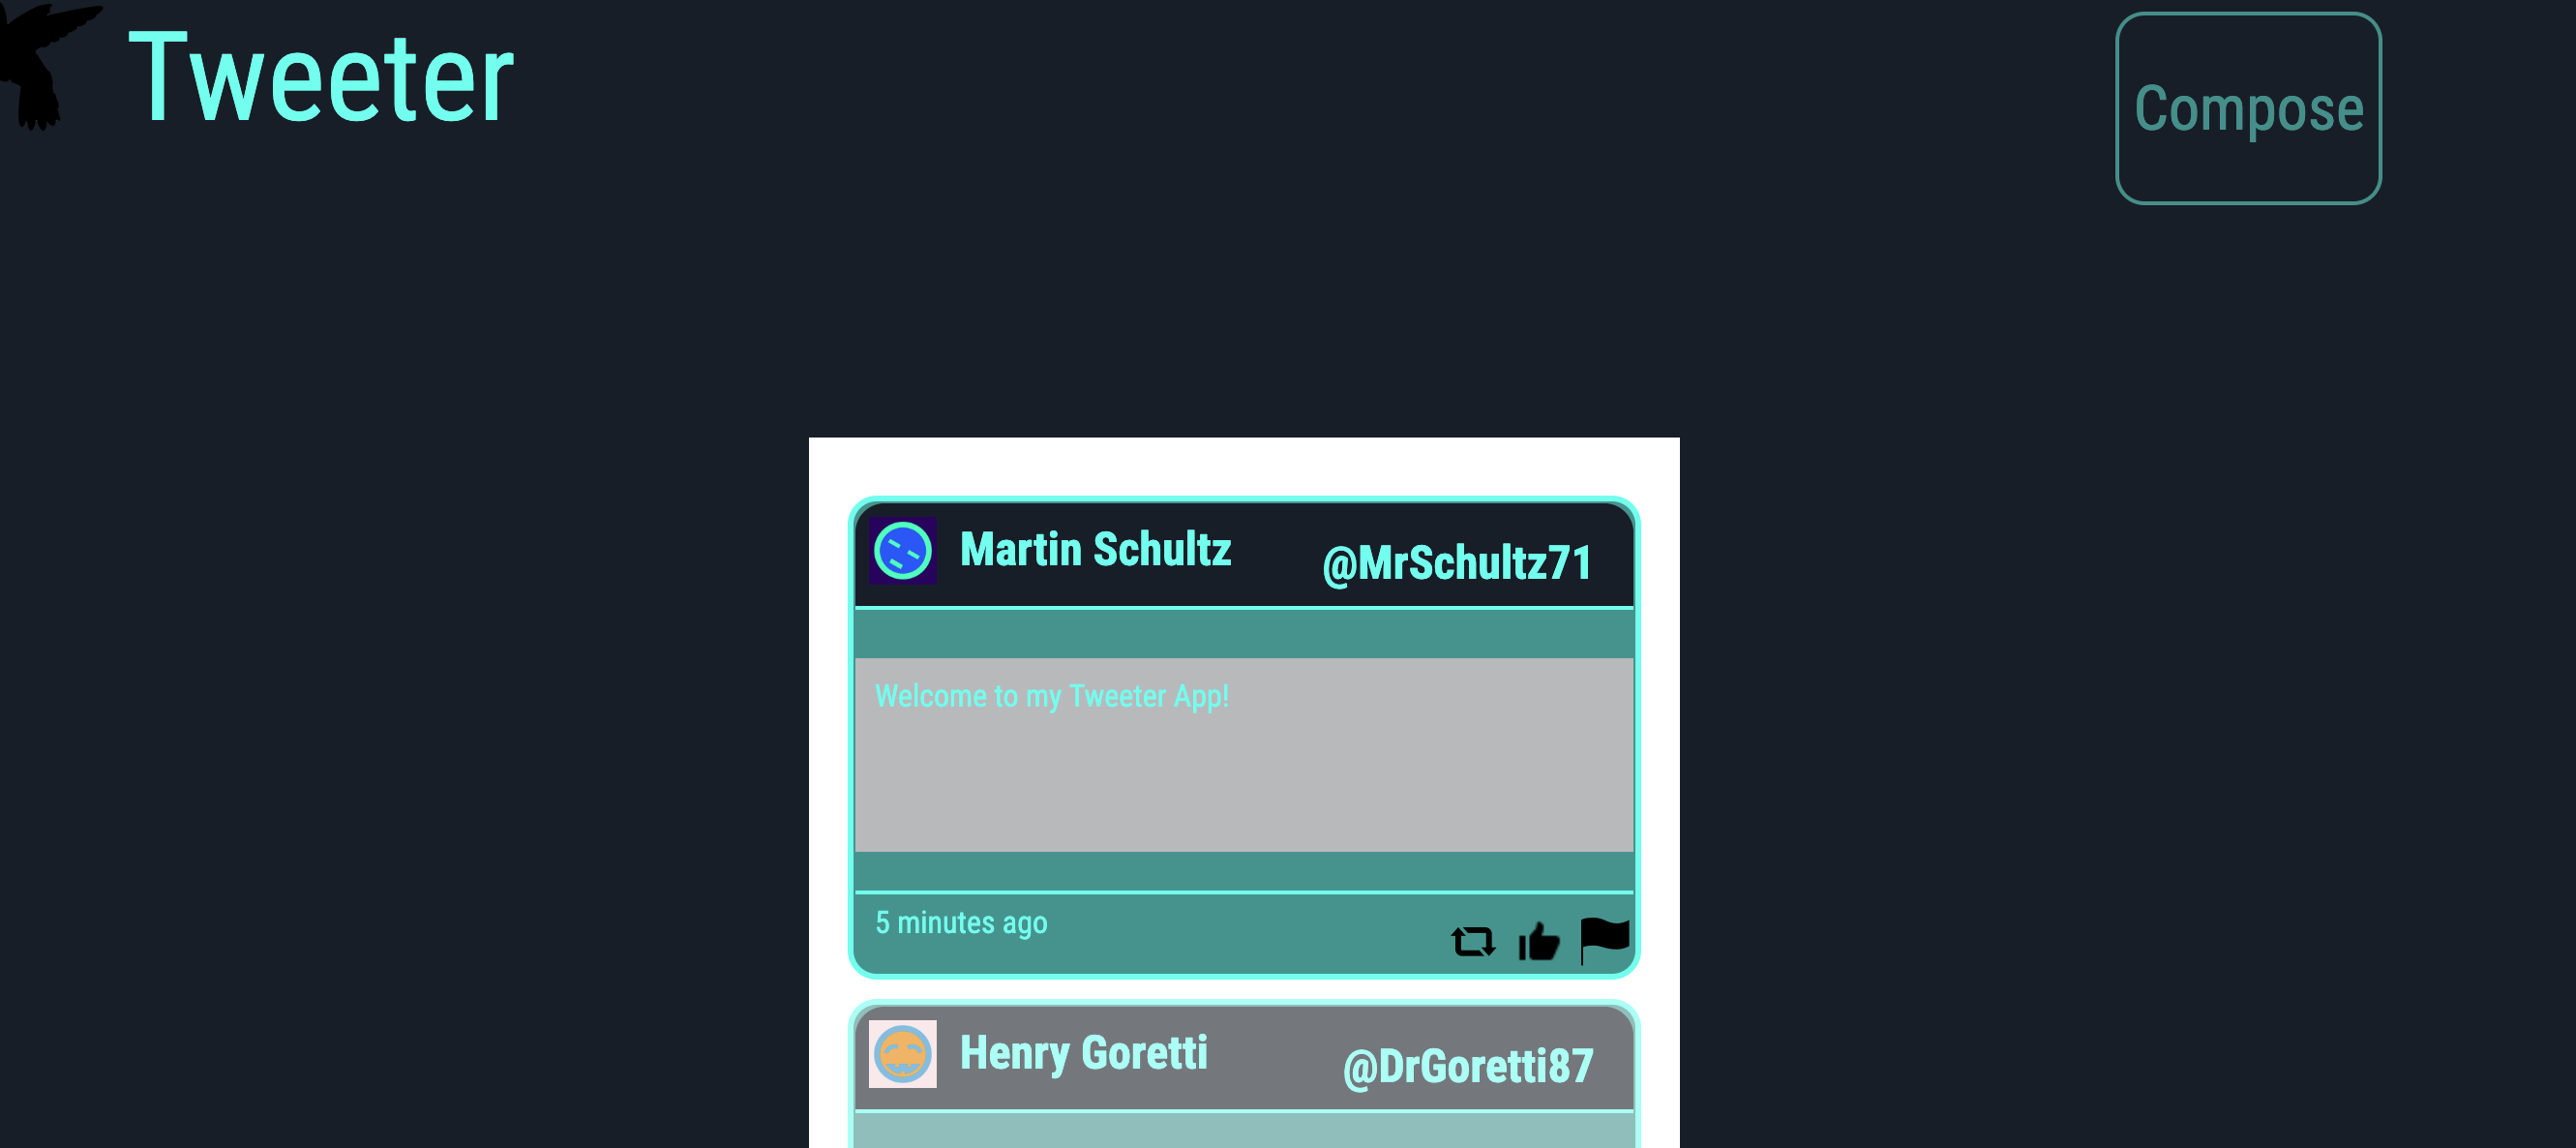 Tweeter
Compose
Martin Schultz
@MrSchultz71
Welcome to my Tweeter App!
5 minutes ago
Henry Goretti
@DrGoretti87